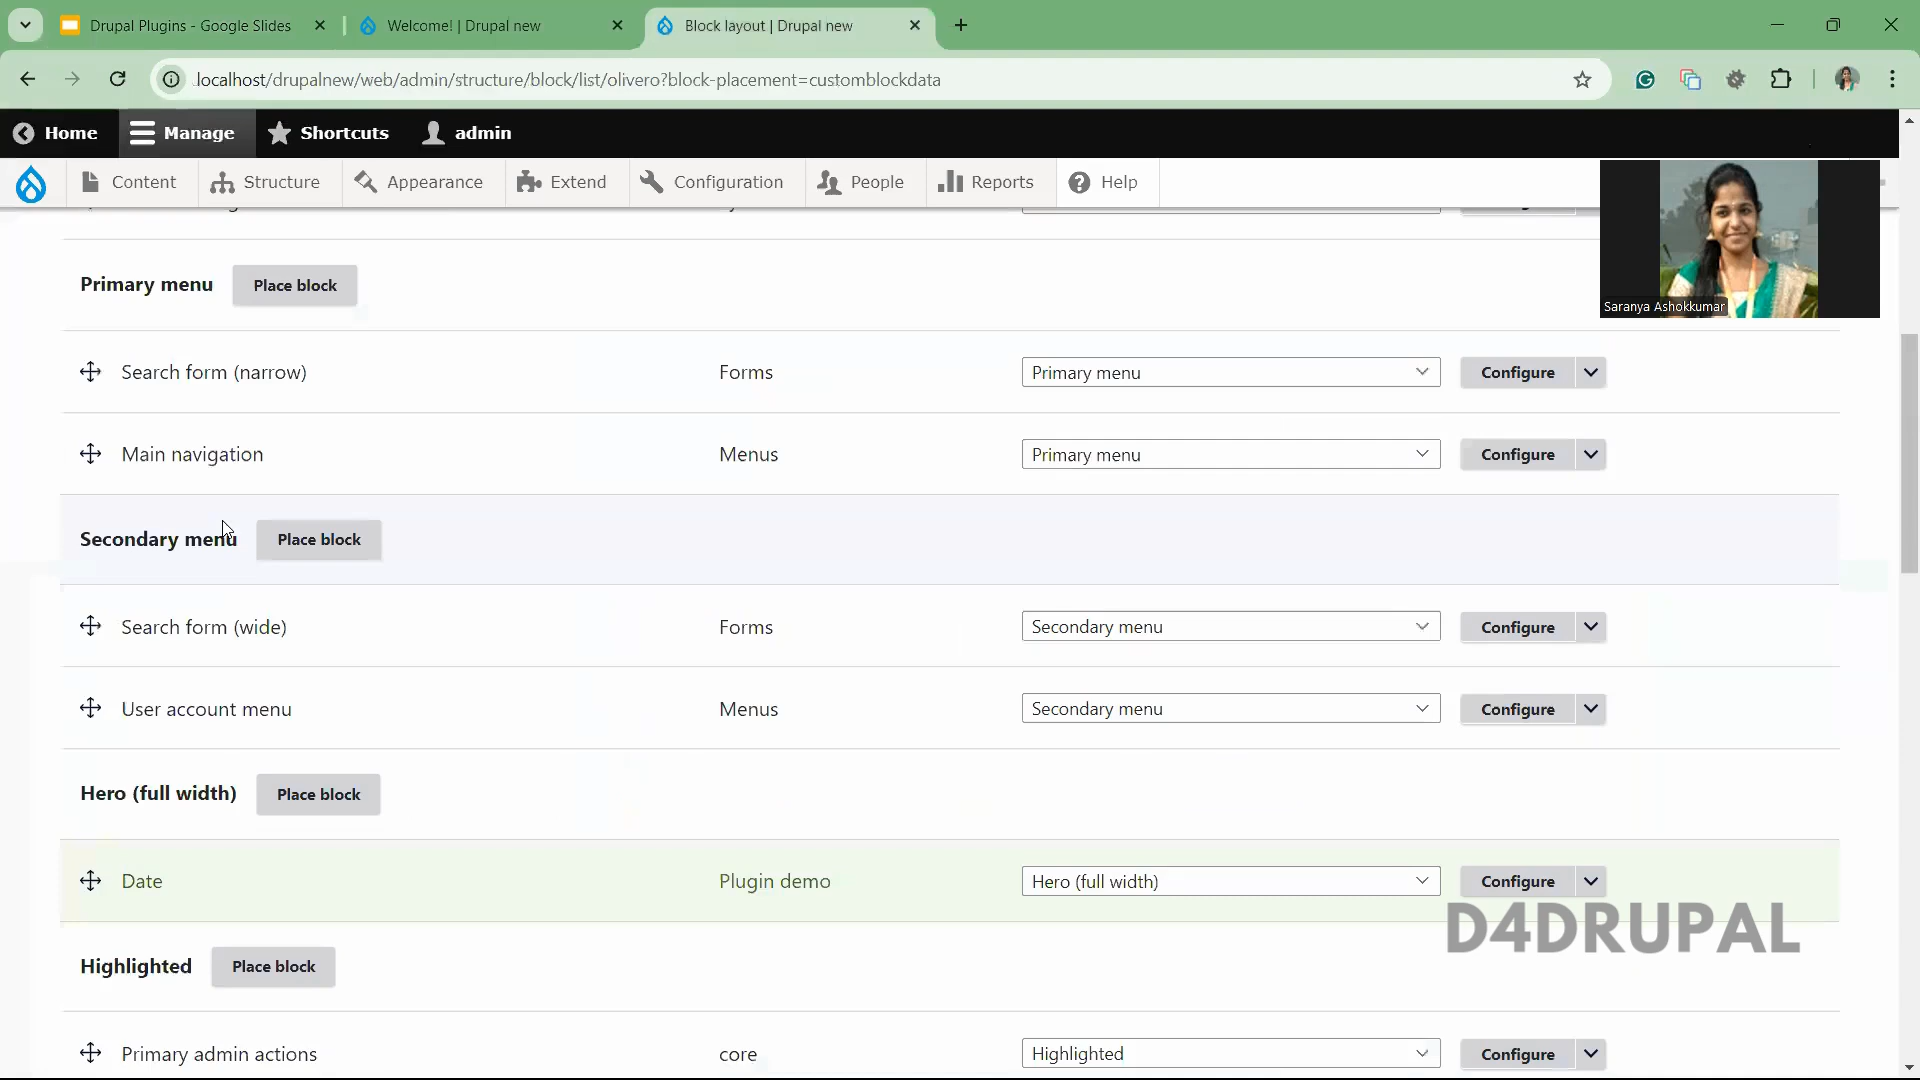 Drupal Plugins - Google Slides
Welcome! | Drupal new
Block layout | Drupal new
localhost/drupalnew/web/admin/structure/block/list/olivero?block-placement=customblockdata
Home
Manage
Shortcuts
admin
Content
Structure
Appearance
Extend
Configuration
People
Reports
Help
Saranya Ashokkumar
Primary menu
Place block
Search form (narrow)
Forms
Primary menu
Configure
Main navigation
Menus
Primary menu
Configure
Secondary menu
Place block
Search form (wide)
Forms
Secondary menu
Configure
User account menu
Menus
Secondary menu
Configure
Hero (full width)
Place block
Date
Plugin demo
Hero (full width)
Configure
D4DRUPAL
Highlighted
Place block
Primary admin actions
core
Highlighted
Configure